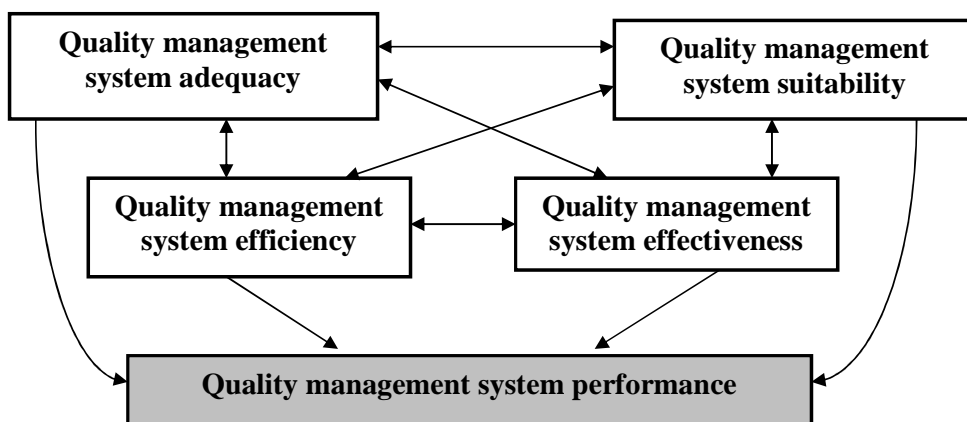 Quality management
system adequacy
Quality management
system suitability
Quality management
system efficiency
Quality management
system effectiveness
Quality management system performance